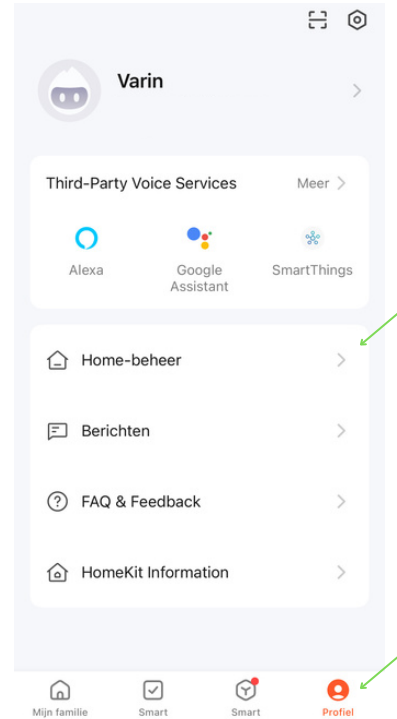 Varin
Third-Party Voice Services Meer
Alexa
Google
Assistant
SmartThings
Home-beheer
Berichten
FAQ & Feedback
HomeKit Information
Mijn familie
Smart
Smart
Profiel